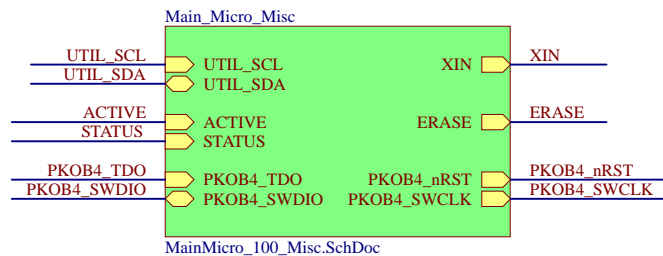 Main_Micro_Misc
UTIL_SCL UTIL_SCL XIN XIN
UTIL_SDA UTIL_SDA
ACTIVE ACTIVE ERASE ERASE
STATUS STATUS
PKOB4_TDO PKOB4_TDO PKOB4_nRST PKOB4_nRST
PKOB4_SWDIO PKOB4_SWDIO PKOB4_SWCLK PKOB4_SWCLK
MainMicro_100_Misc.SchDoc